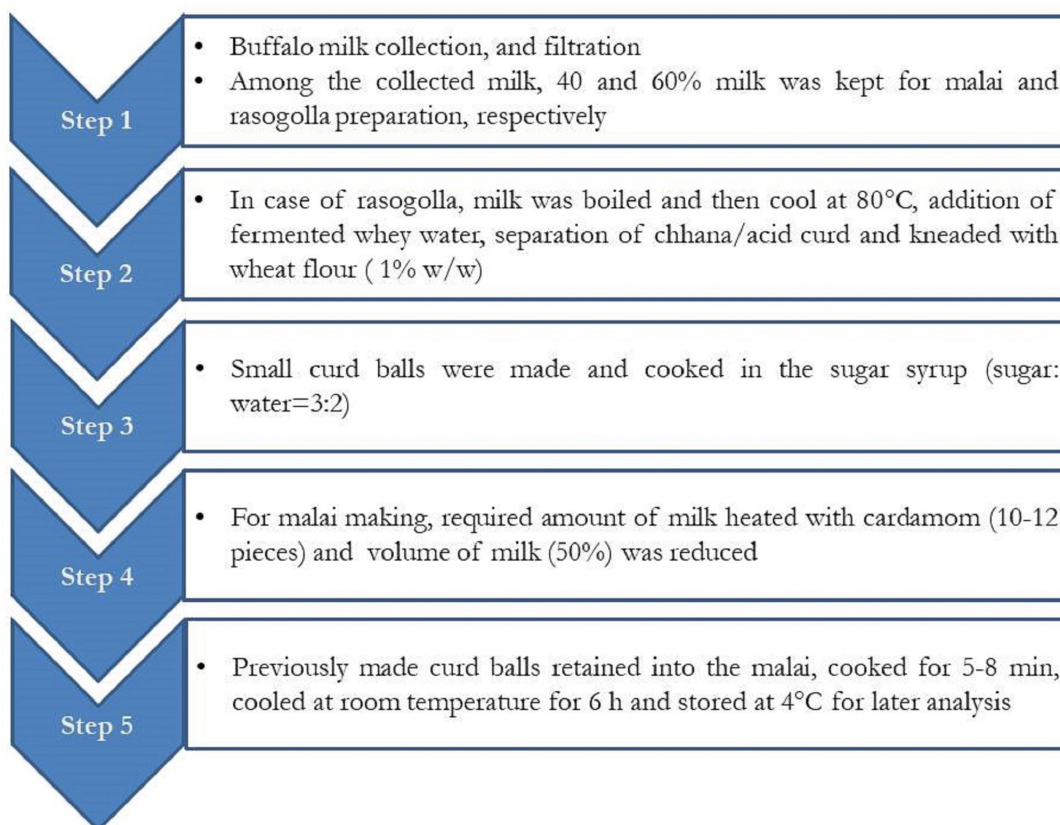 Step 1
• Buffalo milk collection, and filtration
• Among the collected milk, 40 and 60% milk was kept for malai and
rasogolla preparation, respectively
Step 2
• In case of rasogolla, milk was boiled and then cool at 80°C, addition of
fermented whey water, separation of chhana/acid curd and kneaded with
wheat flour ( 1% w/w)
Step 3
• Small curd balls were made and cooked in the sugar syrup (sugar:
water=3:2)
Step 4
• For malai making, required amount of milk heated with cardamom (10-12
pieces) and volume of milk (50%) was reduced
Step 5
• Previously made curd balls retained into the malai, cooked for 5-8 min,
cooled at room temperature for 6 h and stored at 4°C for later analysis